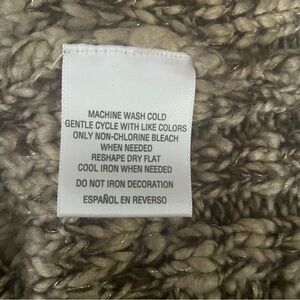 MACHINE WASH COLD
GENTLE CYCLE WITH LIKE COLORS
ONLY NON-CHLORINE BLEACH
WHEN NEEDED
RESHAPE DRY FLAT
COOL IRON WHEN NEEDED
DO NOT IRON DECORATION
ESPAÑOL EN REVERSO